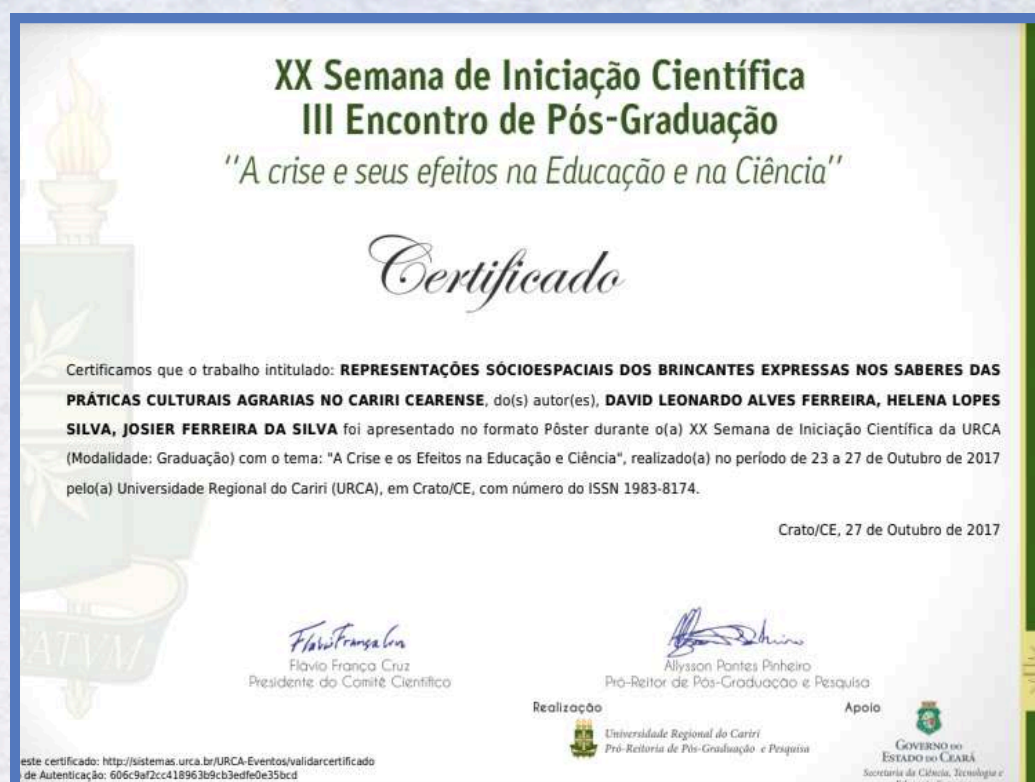 XX Semana de Iniciação Científica
III Encontro de Pós-Graduação
''A crise e seus efeitos na Educação e na Ciência''
Certificado
Certificamos que o trabalho intitulado: REPRESENTAÇÕES SÓCIOESPACIAIS DOS BRINCANTES EXPRESSAS NOS SABERES DAS
PRÁTICAS CULTURAIS AGRARIAS NO CARIRI CEARENSE, do(s) autor(es), DAVID LEONARDO ALVES FERREIRA, HELENA LOPES
SILVA, JOSIER FERREIRA DA SILVA foi apresentado no formato Pôster durante o(a) XX Semana de Iniciação Científica da URCA
(Modalidade: Graduação) com o tema: "A Crise e os Efeitos na Educação e Ciência", realizado(a) no período de 23 a 27 de Outubro de 2017
pelo(a) Universidade Regional do Cariri (URCA), em Crato/CE, com número do ISSN 1983-8174.
Crato/CE, 27 de Outubro de 2017
Flávio França Cruz
Presidente do Comitê Científico
Allysson Pontes Pinheiro
Pró-Reitor de Pós-Graduação e Pesquisa
Realização
Universidade Regional do Cariri
Pró-Reitoria de Pós-Graduação e Pesquisa
Apoio
GOVERNO DO
ESTADO DO CEARÁ
Secretaria da Ciência, Tecnologia e
este certificado: http://sistemas.urca.br/URCA-Eventos/validarcertificado
de Autenticação: 606c9af2cc418963b9cb3edfe0e35bcd